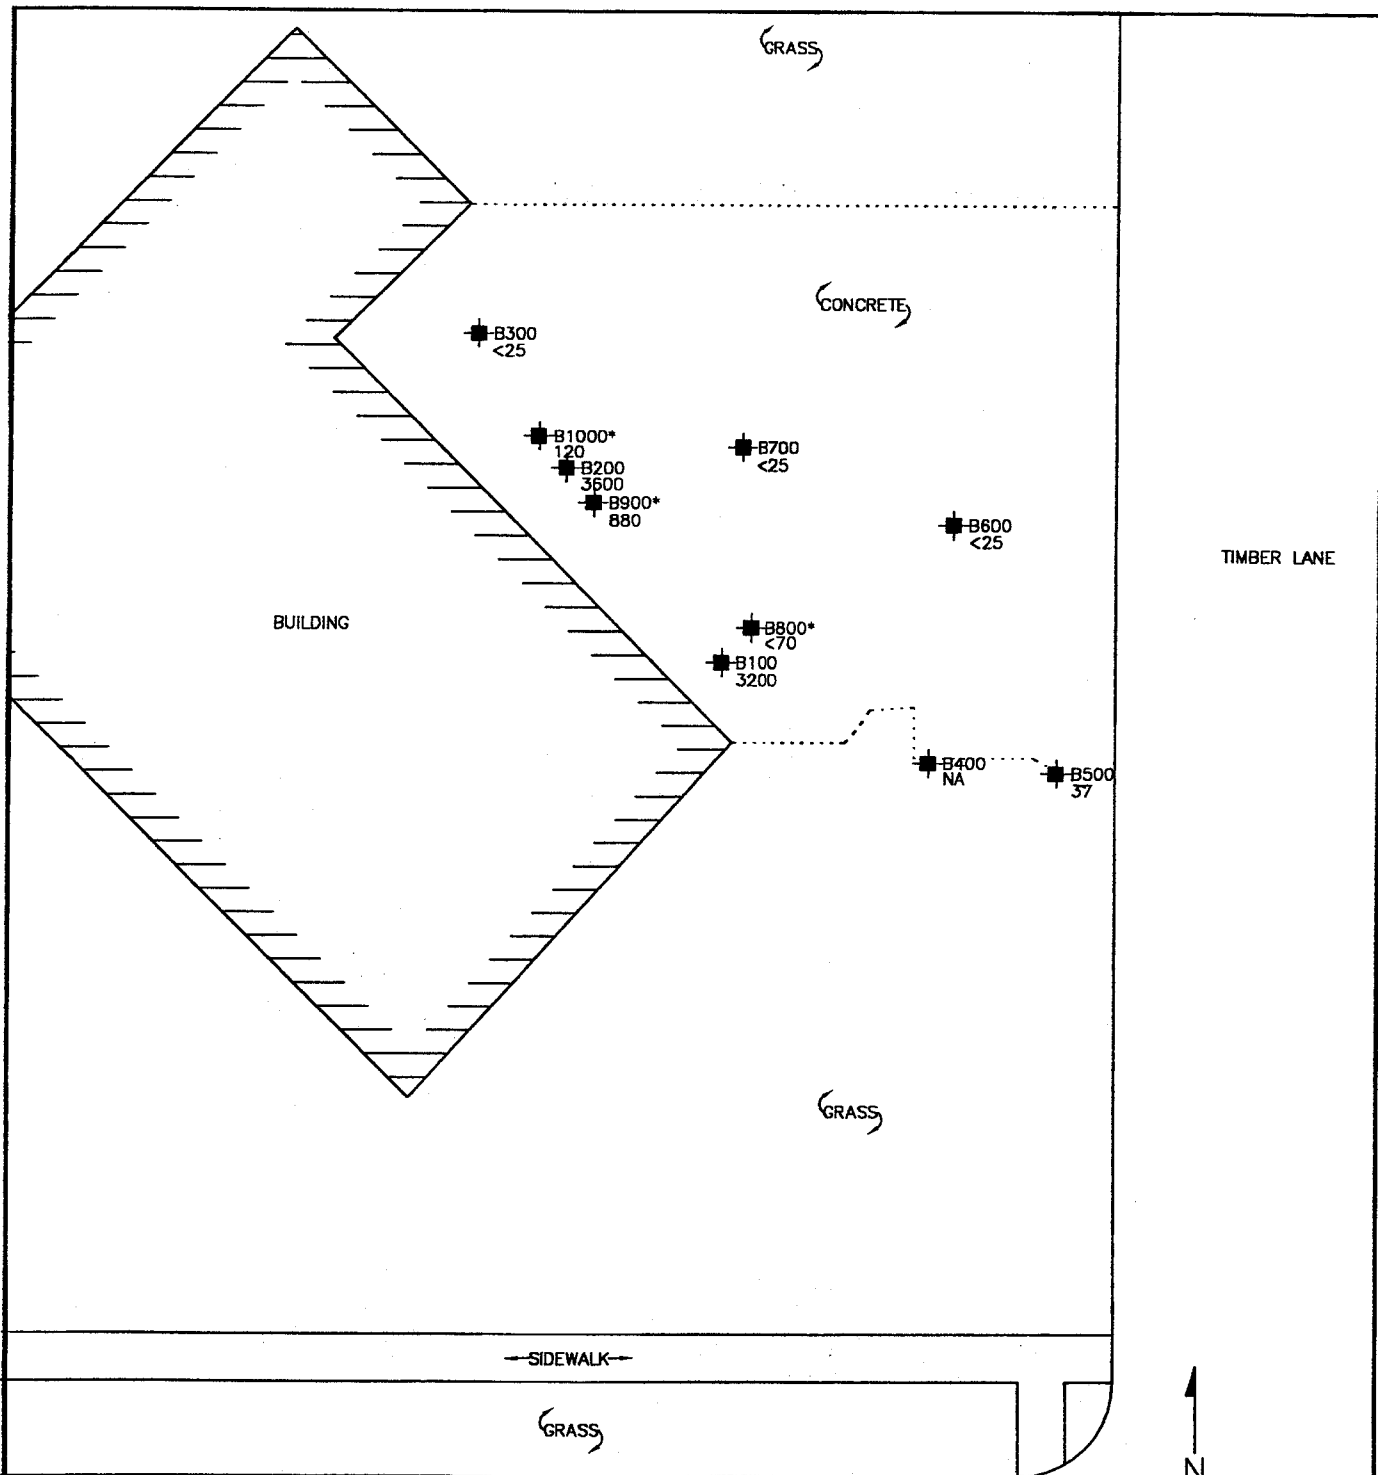 GRASS
CONCRETE
B300
<25
B1000*
120
B700
<25
B200
3600
B900*
880
B600
<25
TIMBER LANE
BUILDING
B800*
<70
B100
3200
B400
NA
B500
37
GRASS
SIDEWALK
GRASS
N